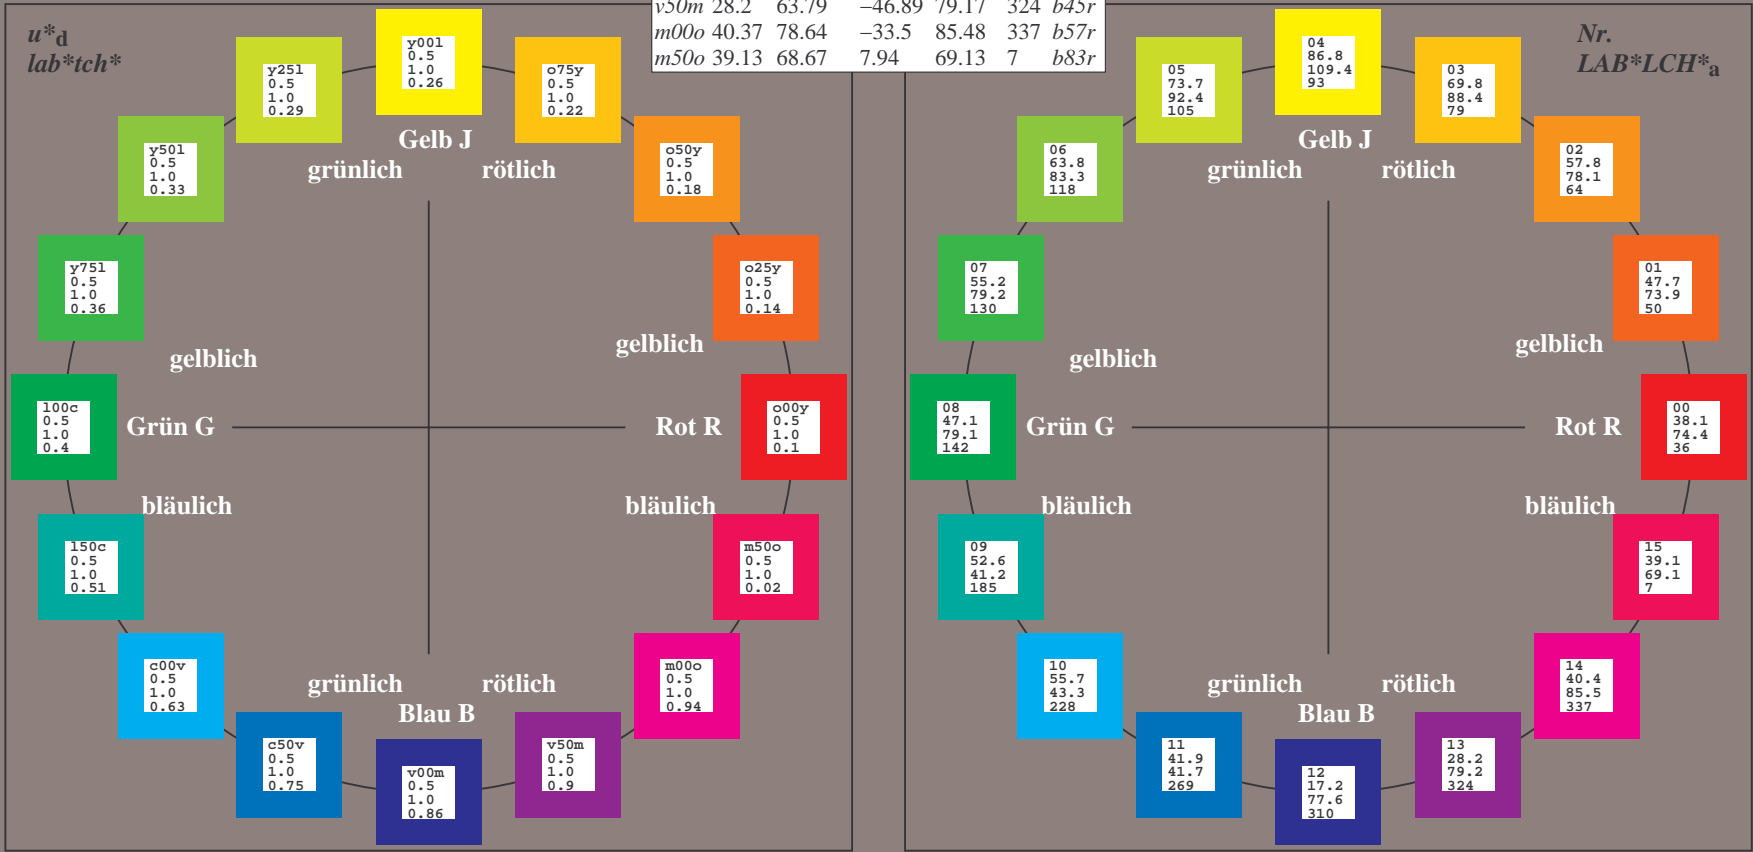 v50m 28.2 63.79 −46.89 79.17 324 b45r
m00o 40.37 78.64 −33.5 85.48 337 b57r
m50o 39.13 68.67 7.94 69.13 7 b83r
u*d
lab*tch*
y00l
0.5
1.0
0.26
y25l
0.5
1.0
0.29
o75y
0.5
1.0
0.22
y50l
0.5
1.0
0.33
o50y
0.5
1.0
0.18
Gelb J
grünlich rötlich
y75l
0.5
1.0
0.36
o25y
0.5
1.0
0.14
gelblich
gelblich
l00c
0.5
1.0
0.4
Grün G
Rot R
o00y
0.5
1.0
0.1
bläulich
bläulich
l50c
0.5
1.0
0.51
m50o
0.5
1.0
0.02
c00v
0.5
1.0
0.63
m00o
0.5
1.0
0.94
grünlich rötlich
Blau B
c50v
0.5
1.0
0.75
v00m
0.5
1.0
0.86
v50m
0.5
1.0
0.9
Nr.
LAB*LCH*a
04
86.8
109.4
93
05
73.7
92.4
105
03
69.8
88.4
79
06
63.8
83.3
118
02
57.8
78.1
64
Gelb J
grünlich rötlich
07
55.2
79.2
130
01
47.7
73.9
50
gelblich
gelblich
08
47.1
79.1
142
Grün G
Rot R
00
38.1
74.4
36
bläulich
bläulich
09
52.6
41.2
185
15
39.1
69.1
7
10
55.7
43.3
228
14
40.4
85.5
337
grünlich rötlich
Blau B
11
41.9
41.7
269
12
17.2
77.6
310
13
28.2
79.2
324